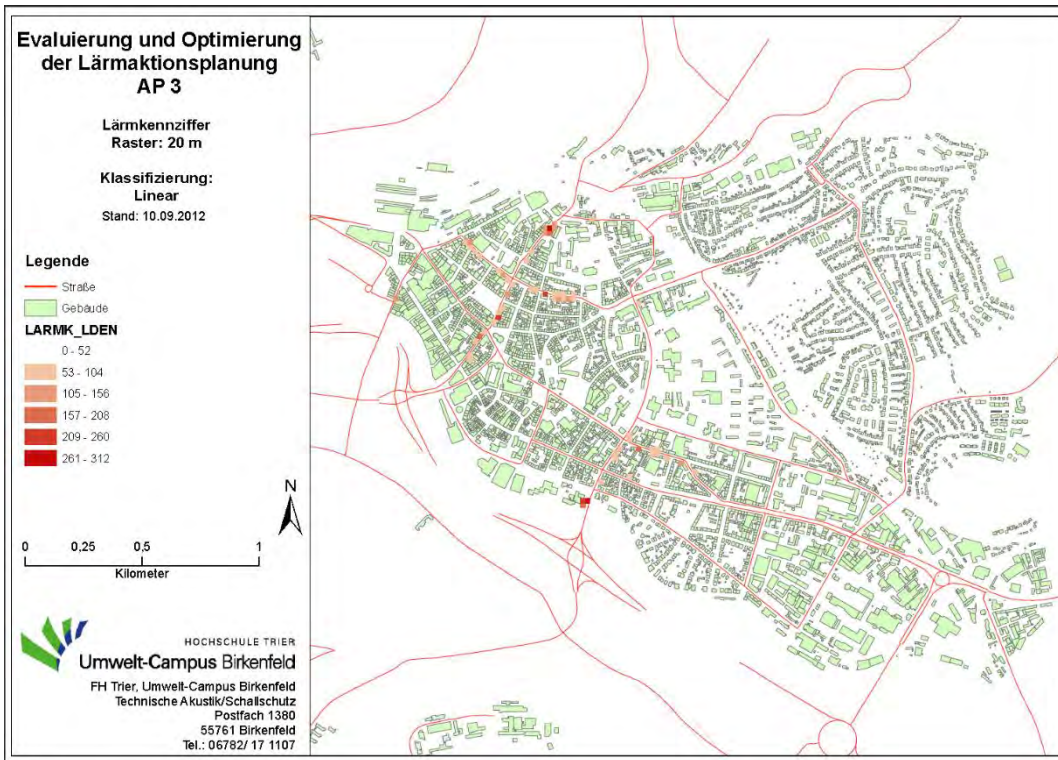 Evaluierung und Optimierung
der Lärmaktionsplanung
AP 3
Lärmkennziffer
Raster: 20 m
Klassifizierung:
Linear
Stand: 10.09.2012
Legende
Straße
Gebäude
LARMK_LDEN
0 - 52
53 - 104
105 - 156
157 - 208
209 - 260
261 - 312
N
0 0,25 0,5 1
Kilometer
HOCHSCHULE TRIER
Umwelt-Campus Birkenfeld
FH Trier, Umwelt-Campus Birkenfeld
Technische Akustik/Schallschutz
Postfach 1380
55761 Birkenfeld
Tel.: 06782/ 17 1107